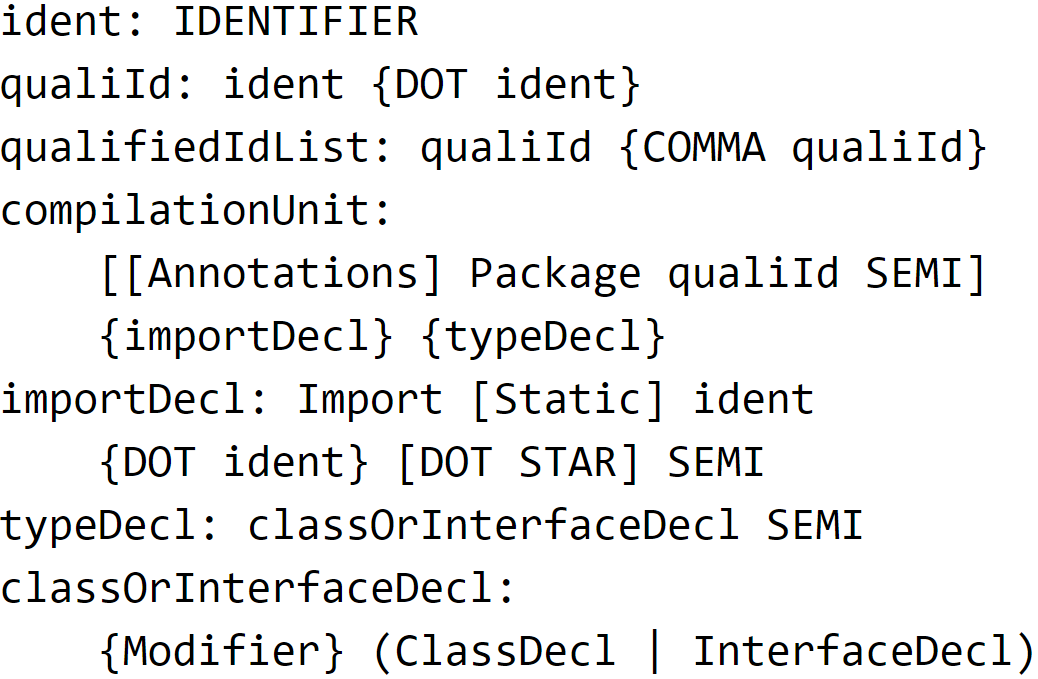 ident: IDENTIFIER
qualiId: ident {DOT ident}
qualifiedIdList: qualiId {COMMA qualiId}
compilationUnit:
    [[Annotations] Package qualiId SEMI]
    {importDecl} {typeDecl}
importDecl: Import [Static] ident
    {DOT ident} [DOT STAR] SEMI
typeDecl: classOrInterfaceDecl SEMI
classOrInterfaceDecl:
    {Modifier} (ClassDecl | InterfaceDecl)